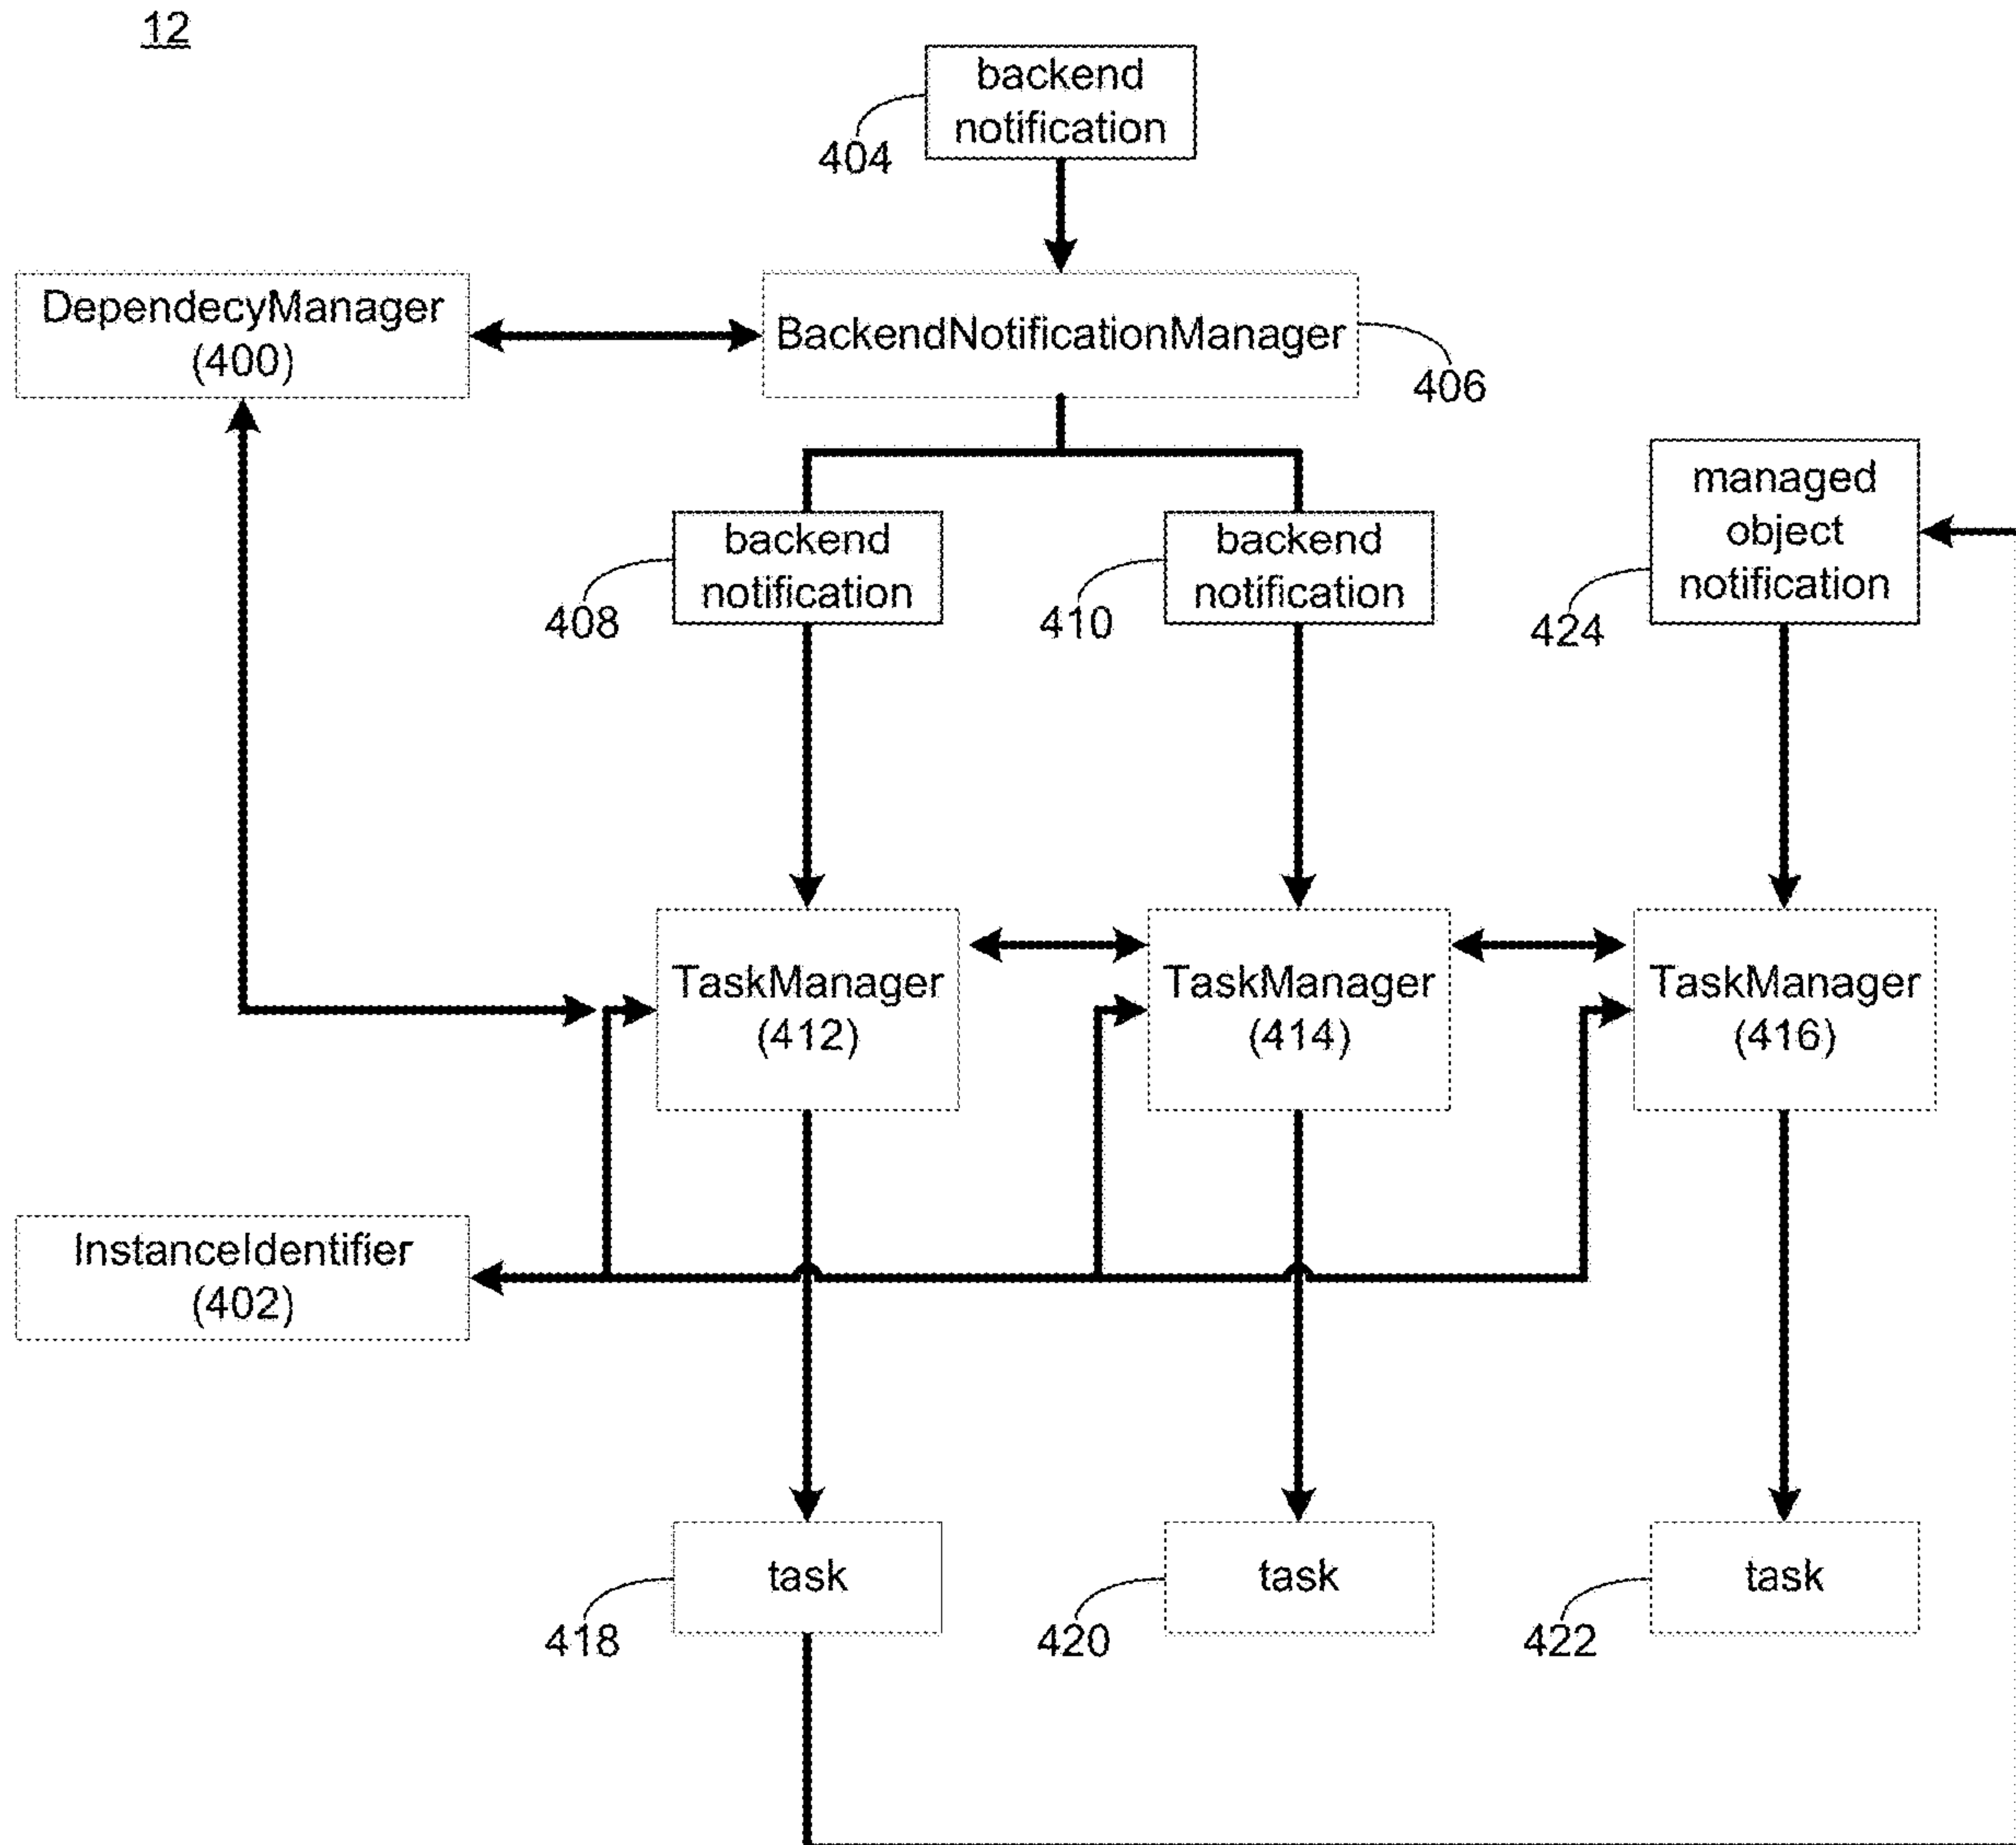 12
backend
notification
404
DependecyManager
(400)
BackendNotificationManager
406
managed
object
notification
424
backend
notification
408
backend
notification
410
TaskManager
(412)
TaskManager
(414)
TaskManager
(416)
InstanceIdentifier
(402)
task
418
task
420
task
422